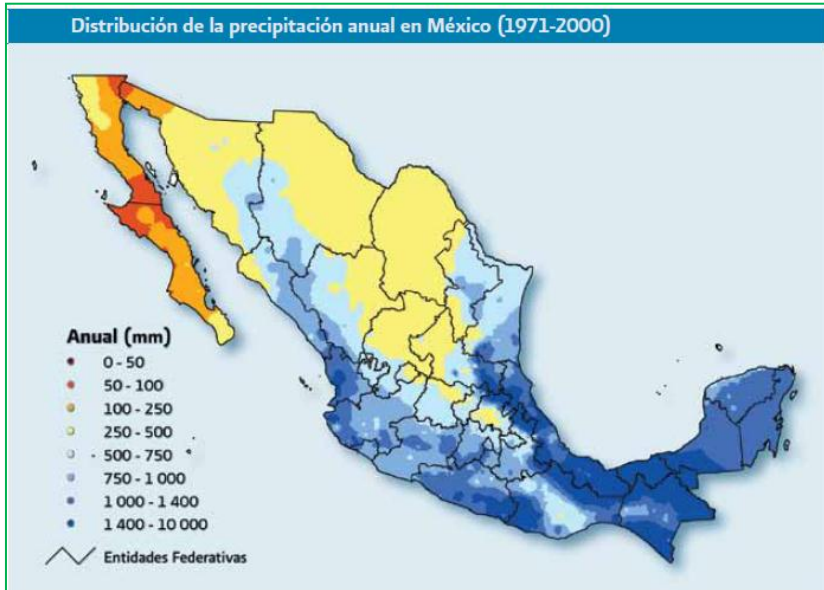 Distribución de la precipitación anual en México (1971-2000)
Anual (mm)
0 - 50
50 - 100
100 - 250
250 - 500
500 - 750
750 - 1 000
1 000 - 1 400
1 400 - 10 000
Entidades Federativas